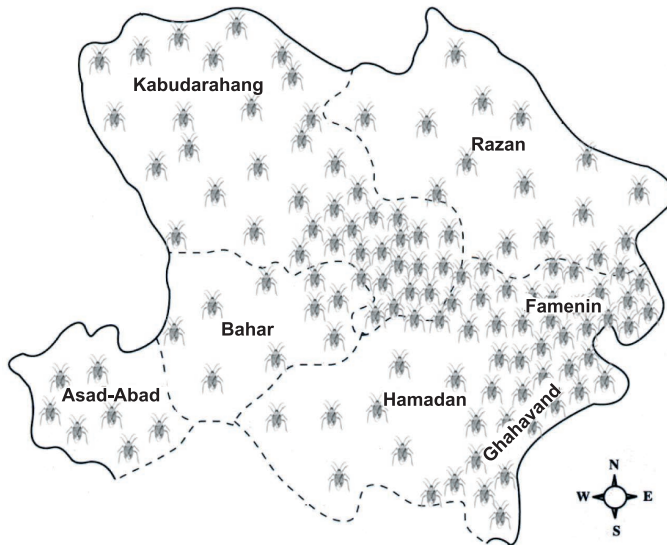 Kabudarahang
Razan
Famenin
Bahar
Asad-Abad
Hamadan
Ghahavand
N
W E
S